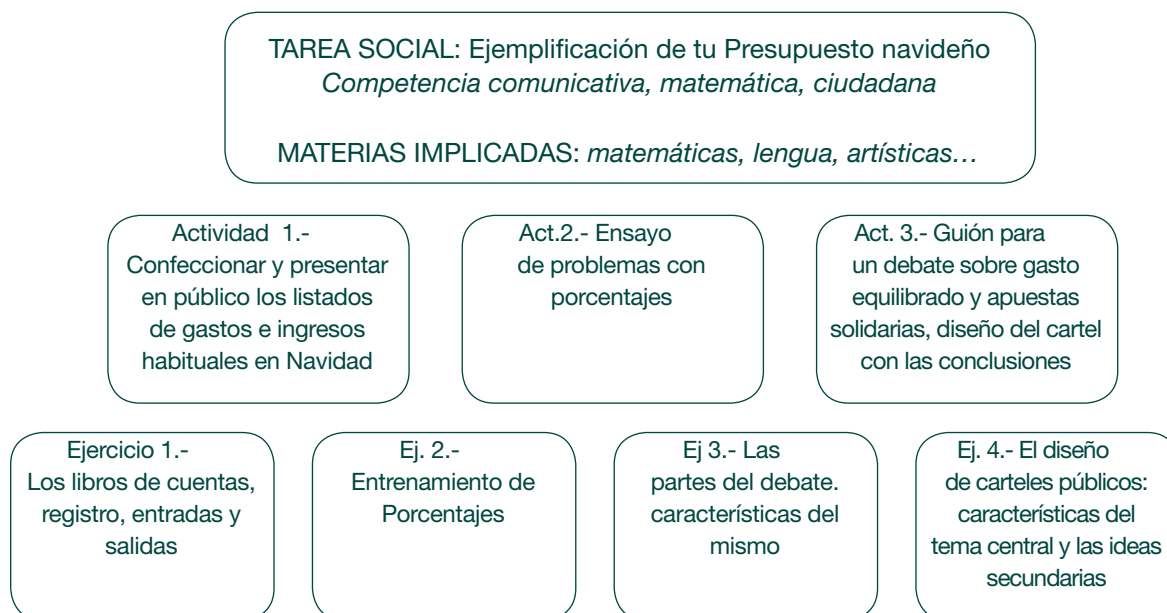 TAREA SOCIAL: Ejemplificación de tu Presupuesto navideño
Competencia comunicativa, matemática, ciudadana
MATERIAS IMPLICADAS: matemáticas, lengua, artísticas…
Actividad 1.-
Confeccionar y presentar
en público los listados
de gastos e ingresos
habituales en Navidad
Act.2.- Ensayo
de problemas con
porcentajes
Act. 3.- Guión para
un debate sobre gasto
equilibrado y apuestas
solidarias, diseño del cartel
con las conclusiones
Ejercicio 1.-
Los libros de cuentas,
registro, entradas y
salidas
Ej. 2.-
Entrenamiento de
Porcentajes
Ej 3.- Las
partes del debate.
características del
mismo
Ej. 4.- El diseño
de carteles públicos:
características del
tema central y las ideas
secundarias